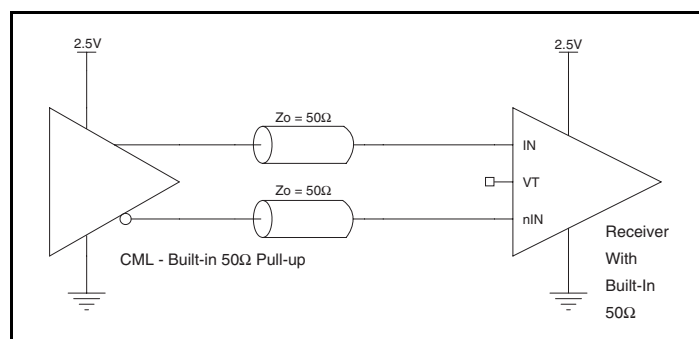 2.5V
2.5V
Zo = 50Ω
IN
VT
Zo = 50Ω
nIN
CML - Built-in 50Ω Pull-up
Receiver
With
Built-In
50Ω